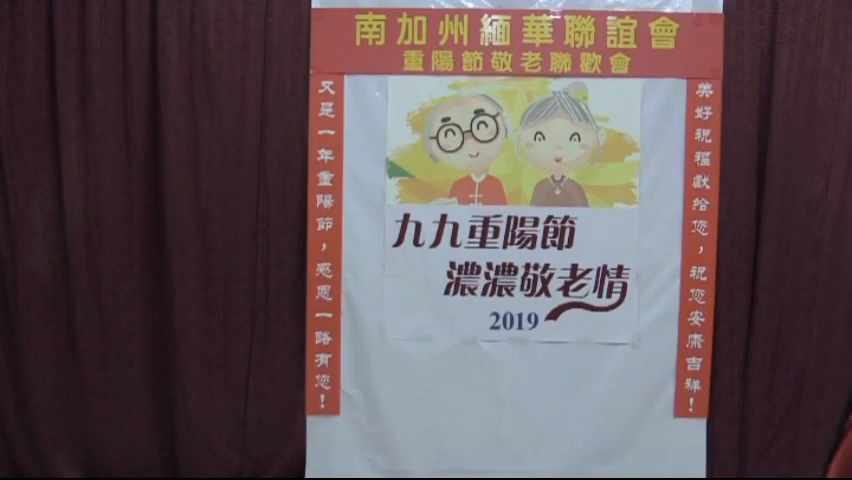 南加州緬華聯誼會
重陽節敬老聯歡會
又是一年重陽節，感恩一路有您！
九九重陽節
濃濃敬老情
2019
美好祝福獻給您，祝您安康吉祥！